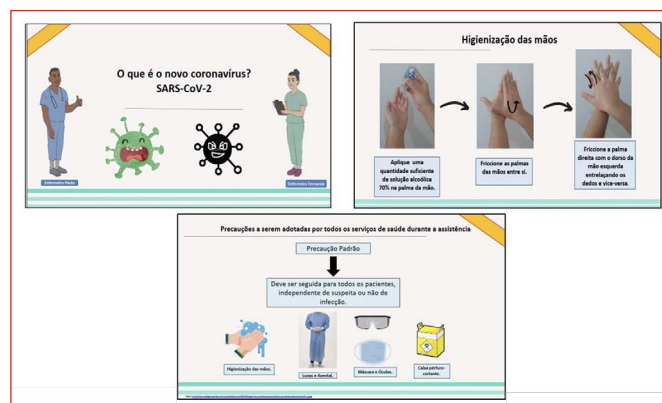 O que é o novo coronavírus?
SARS-CoV-2
Enfermeiro Paulo
Enfermeira Fernanda
Higienização das mãos
Aplique uma
quantidade suficiente
de solução alcoólica
70% na palma da mão.
Friccione as palmas
das mãos entre si.
Friccione a palma
direita com o dorso da
mão esquerda
entrelaçando os
dedos e vice-versa.
Precauções a serem adotadas por todos os serviços de saúde durante a assistência
Precaução Padrão
Deve ser seguida para todos os pacientes,
independente de suspeita ou não de
infecção.
Higienização das mãos.
Luvas e Avental.
Máscara e Óculos.
Caixa pérfuro-
cortante.